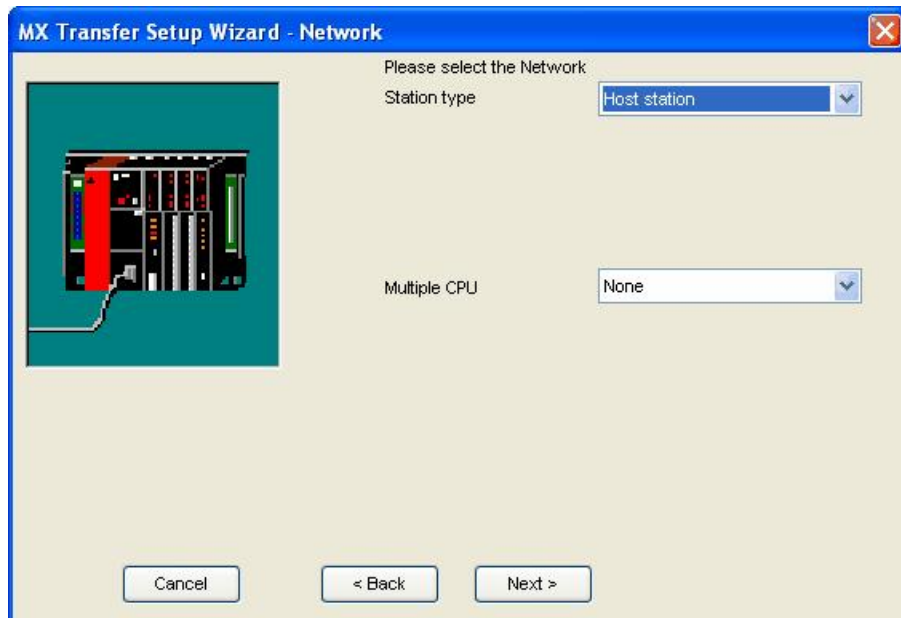 MX Transfer Setup Wizard - Network
Please select the Network
Station type
Host station
Multiple CPU
None
Cancel
< Back
Next >